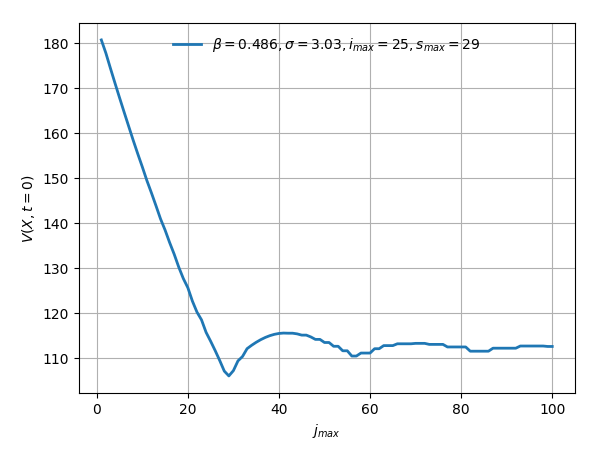 β = 0.486, σ = 3.03, i_max = 25, s_max = 29
180
170
160
150
140
130
120
110
V(X, t = 0)
0 20 40 60 80 100
j_max